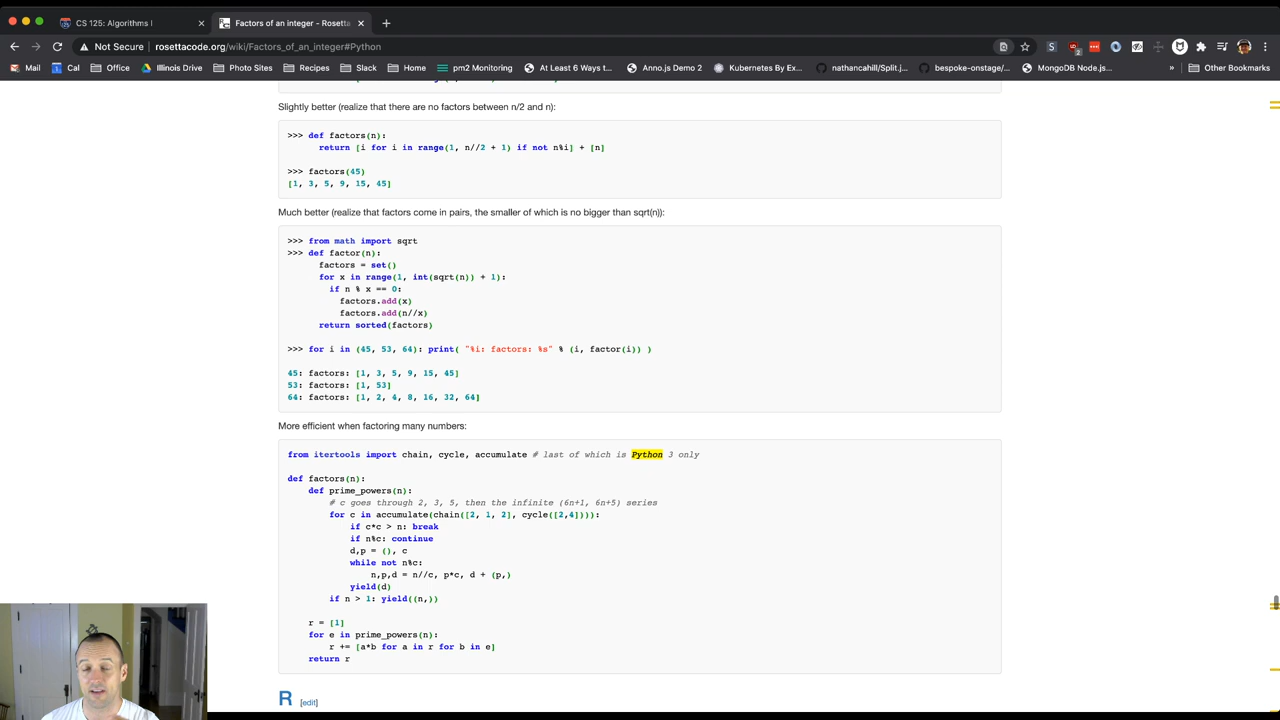 CS 125: Algorithms I
Factors of an integer - Rosetta
Not Secure | rosettacode.org/wiki/Factors_of_an_integer#Python
Mail Cal Office Illinois Drive Photo Sites Recipes Slack Home pm2 Monitoring At Least 6 Ways t... Anno.js Demo 2 Kubernetes By Ex... nathancahill/Split.j... bespoke-onstage/... MongoDB Node.js... » Other Bookmarks
Slightly better (realize that there are no factors between n/2 and n):
>>> def factors(n):
return [i for i in range(1, n//2 + 1) if not n%i] + [n]
>>> factors(45)
[1, 3, 5, 9, 15, 45]
Much better (realize that factors come in pairs, the smaller of which is no bigger than sqrt(n)):
>>> from math import sqrt
>>> def factor(n):
factors = set()
for x in range(1, int(sqrt(n)) + 1):
if n % x == 0:
factors.add(x)
factors.add(n//x)
return sorted(factors)
>>> for i in (45, 53, 64): print( "%i: factors: %s" % (i, factor(i)) )
45: factors: [1, 3, 5, 9, 15, 45]
53: factors: [1, 53]
64: factors: [1, 2, 4, 8, 16, 32, 64]
More efficient when factoring many numbers:
from itertools import chain, cycle, accumulate # last of which is Python 3 only
def factors(n):
def prime_powers(n):
# c goes through 2, 3, 5, then the infinite (6n+1, 6n+5) series
for c in accumulate(chain([2, 1, 2], cycle([2,4]))):
if c*c > n: break
if n%c: continue
d,p = (), c
while not n%c:
n,p,d = n//c, p*c, d + (p,)
yield(d)
if n > 1: yield((n,))
r = [1]
for e in prime_powers(n):
r += [a*b for a in r for b in e]
return r
R [edit]